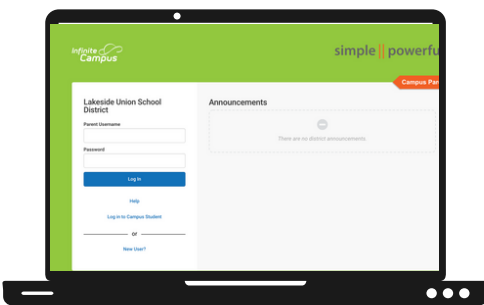 Infinite
Campus
simple || powerfu
Campus Par
Lakeside Union School
District
Parent Username
Password
Log In
Help
Log in to Campus Student
or
New User?
Announcements
There are no district announcements.